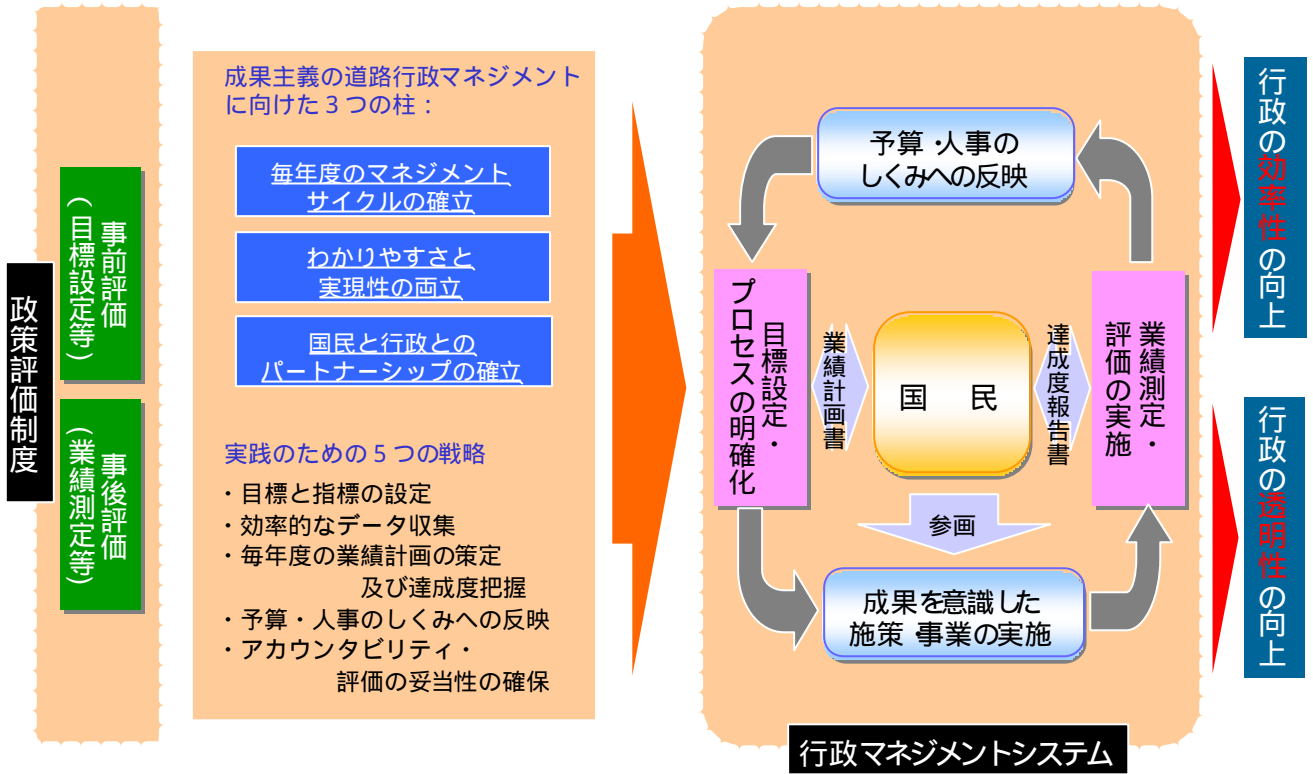 政策評価制度
事前評価
(目標設定等)
事後評価
(業績測定等)
成果主義の道路行政マネジメント
に向けた3つの柱:
毎年度のマネジメント
サイクルの確立
わかりやすさと
実現性の両立
国民と行政との
パートナーシップの確立
実践のための5つの戦略
・目標と指標の設定
・効率的なデータ収集
・毎年度の業績計画の策定
及び達成度把握
・予算・人事のしくみへの反映
・アカウンタビリティ・
評価の妥当性の確保
予算・人事の
しくみへの反映
目標設定・
プロセスの明確化
業績計画書
国 民
達成度報告書
業績測定・
評価の実施
参画
成果を意識した
施策・事業の実施
行政マネジメントシステム
行政の効率性の向上
行政の透明性の向上